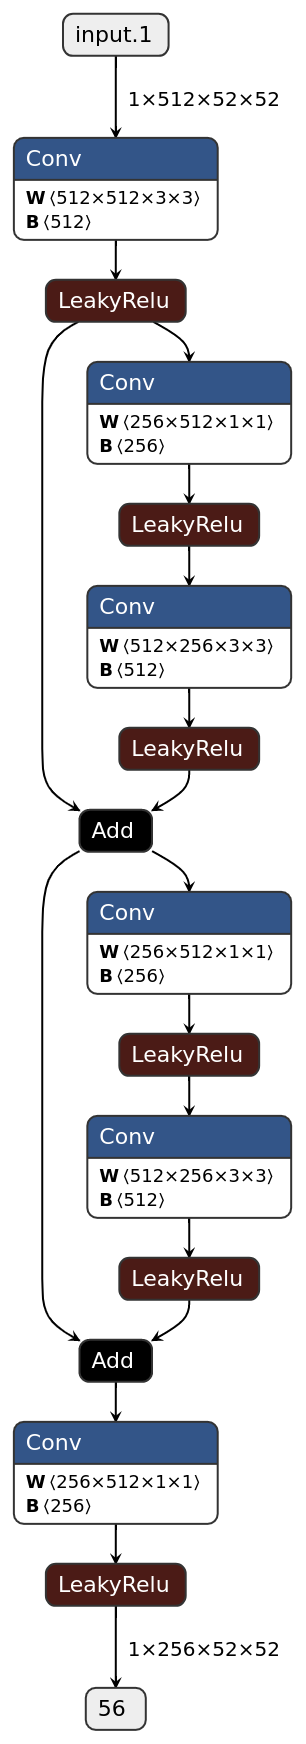 input.1
1×512×52×52
Conv
W ⟨512×512×3×3⟩
B ⟨512⟩
LeakyRelu
Conv
W ⟨256×512×1×1⟩
B ⟨256⟩
LeakyRelu
Conv
W ⟨512×256×3×3⟩
B ⟨512⟩
LeakyRelu
Add
Conv
W ⟨256×512×1×1⟩
B ⟨256⟩
LeakyRelu
Conv
W ⟨512×256×3×3⟩
B ⟨512⟩
LeakyRelu
Add
Conv
W ⟨256×512×1×1⟩
B ⟨256⟩
LeakyRelu
1×256×52×52
56